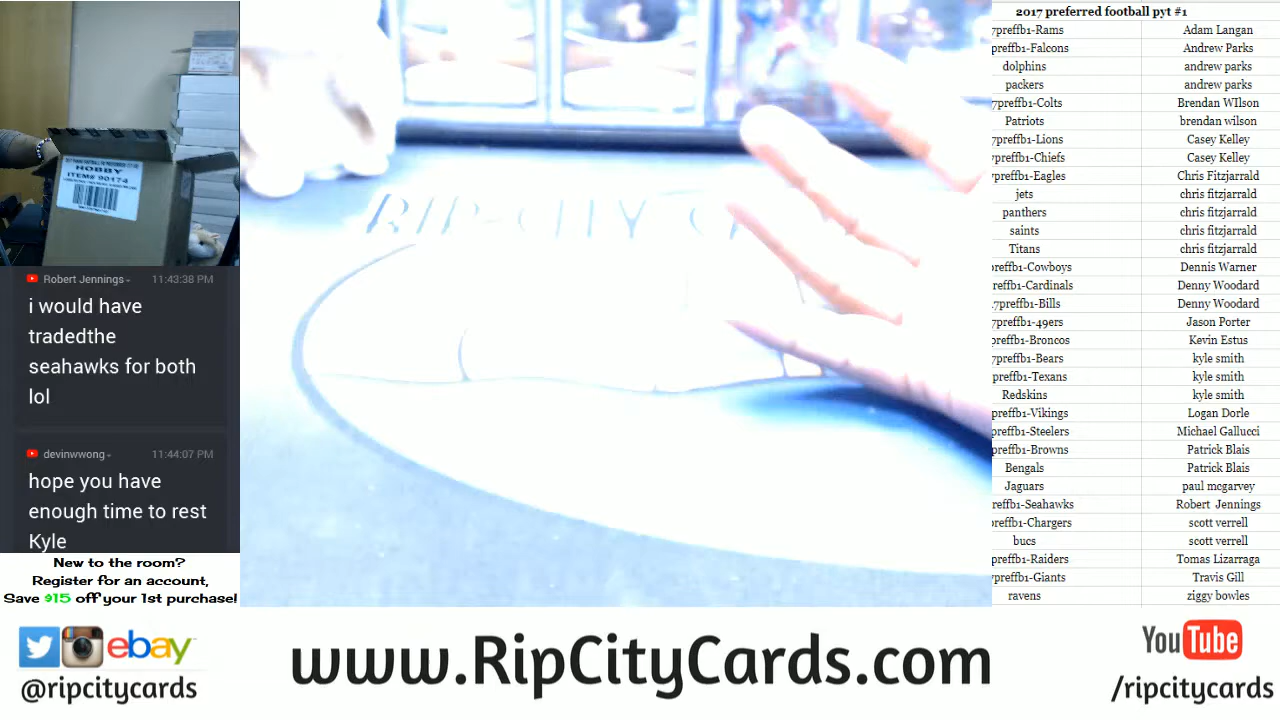 HOBBY
ITEM# 90174
Robert Jennings
11:43:38 PM
i would have
tradedthe
seahawks for both
lol
devinwwong
11:44:07 PM
hope you have
enough time to rest
Kyle
New to the room?
Register for an account,
Save $15 off your 1st purchase!
RIP-CITY C
2017 preferred football pyt #1
7preffb1-Rams Adam Langan
preffb1-Falcons Andrew Parks
dolphins andrew parks
packers andrew parks
7preffb1-Colts Brendan WIlson
Patriots brendan wilson
7preffb1-Lions Casey Kelley
7preffb1-Chiefs Casey Kelley
7preffb1-Eagles Chris Fitzjarrald
jets chris fitzjarrald
panthers chris fitzjarrald
saints chris fitzjarrald
Titans chris fitzjarrald
reffb1-Cowboys Dennis Warner
reffb1-Cardinals Denny Woodard
.7preffb1-Bills Denny Woodard
7preffb1-49ers Jason Porter
reffb1-Broncos Kevin Estus
7preffb1-Bears kyle smith
7preffb1-Texans kyle smith
Redskins kyle smith
preffb1-Vikings Logan Dorle
preffb1-Steelers Michael Gallucci
preffb1-Browns Patrick Blais
Bengals Patrick Blais
Jaguars paul mcgarvey
reffb1-Seahawks Robert Jennings
preffb1-Chargers scott verrell
bucs scott verrell
preffb1-Raiders Tomas Lizarraga
preffb1-Giants Travis Gill
ravens ziggy bowles
ebay
@ripcitycards
www.RipCityCards.com
YouTube
/ripcitycards